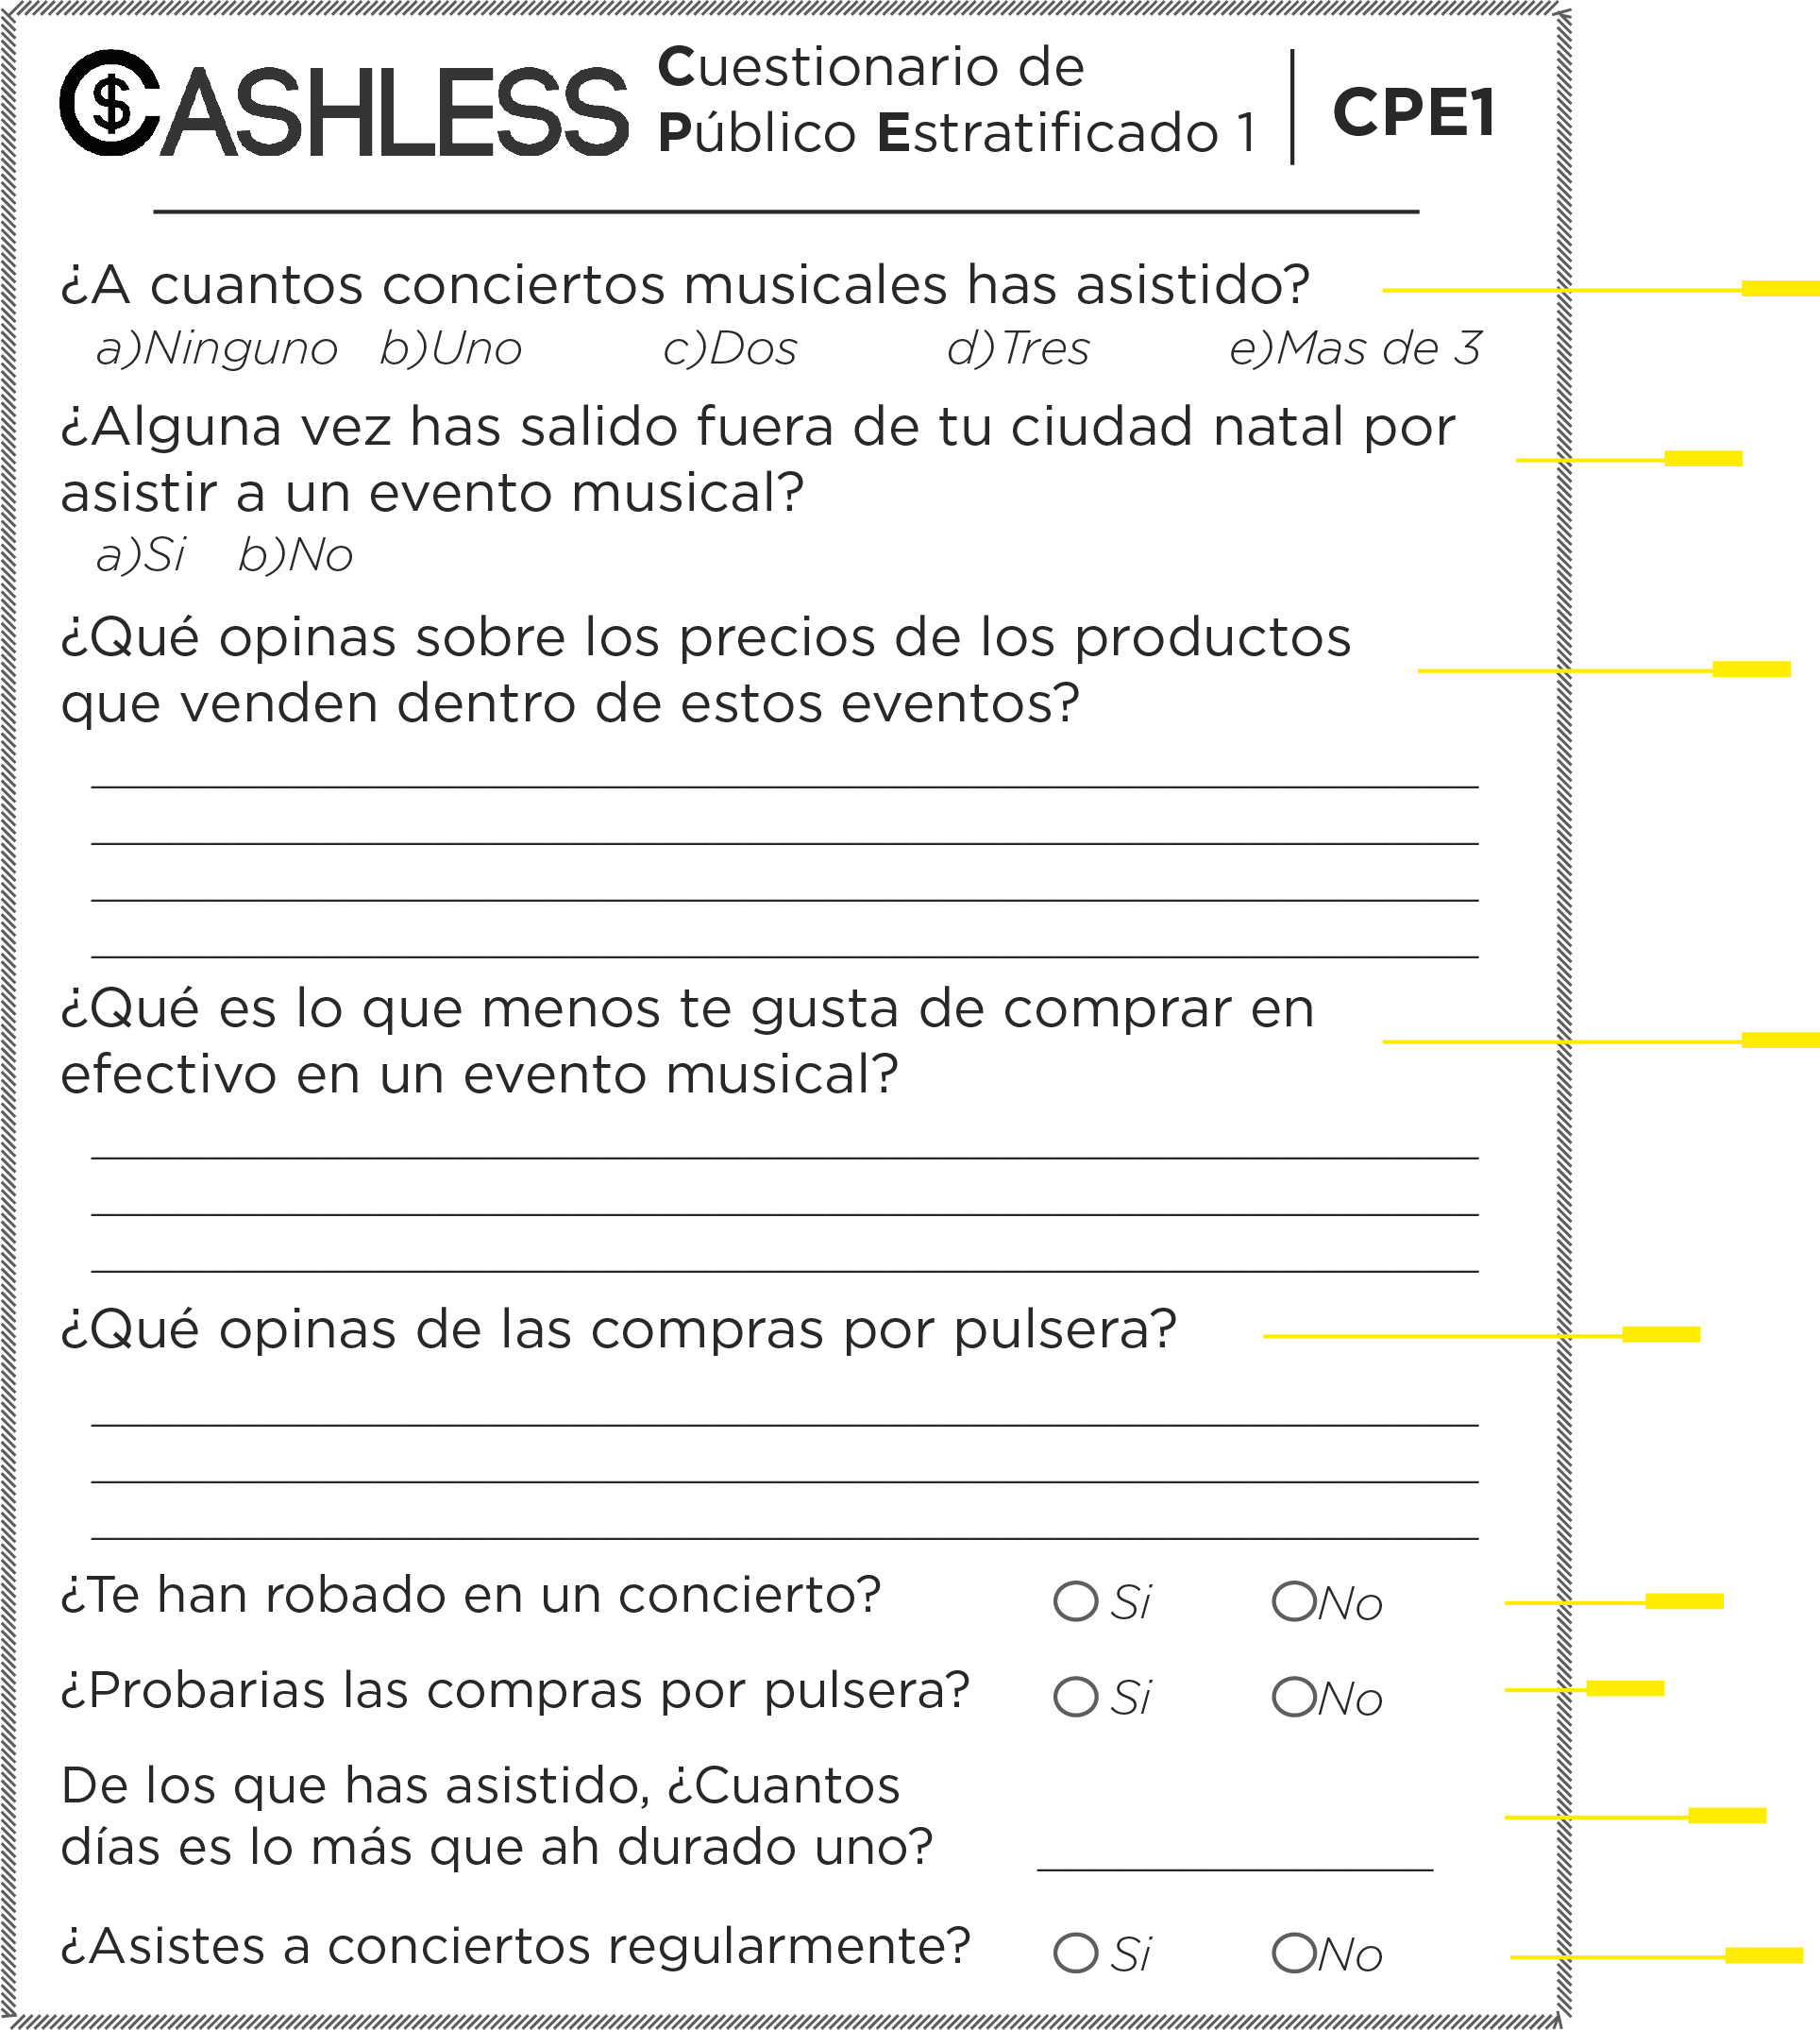 CASHLESS
Cuestionario de
Público Estratificado 1
CPE1
¿A cuantos conciertos musicales has asistido?
a)Ninguno b)Uno c)Dos d)Tres e)Mas de 3
¿Alguna vez has salido fuera de tu ciudad natal por
asistir a un evento musical?
a)Si b)No
¿Qué opinas sobre los precios de los productos
que venden dentro de estos eventos?
¿Qué es lo que menos te gusta de comprar en
efectivo en un evento musical?
¿Qué opinas de las compras por pulsera?
¿Te han robado en un concierto? Si No
¿Probarias las compras por pulsera? Si No
De los que has asistido, ¿Cuantos
días es lo más que ah durado uno?
¿Asistes a conciertos regularmente? Si No